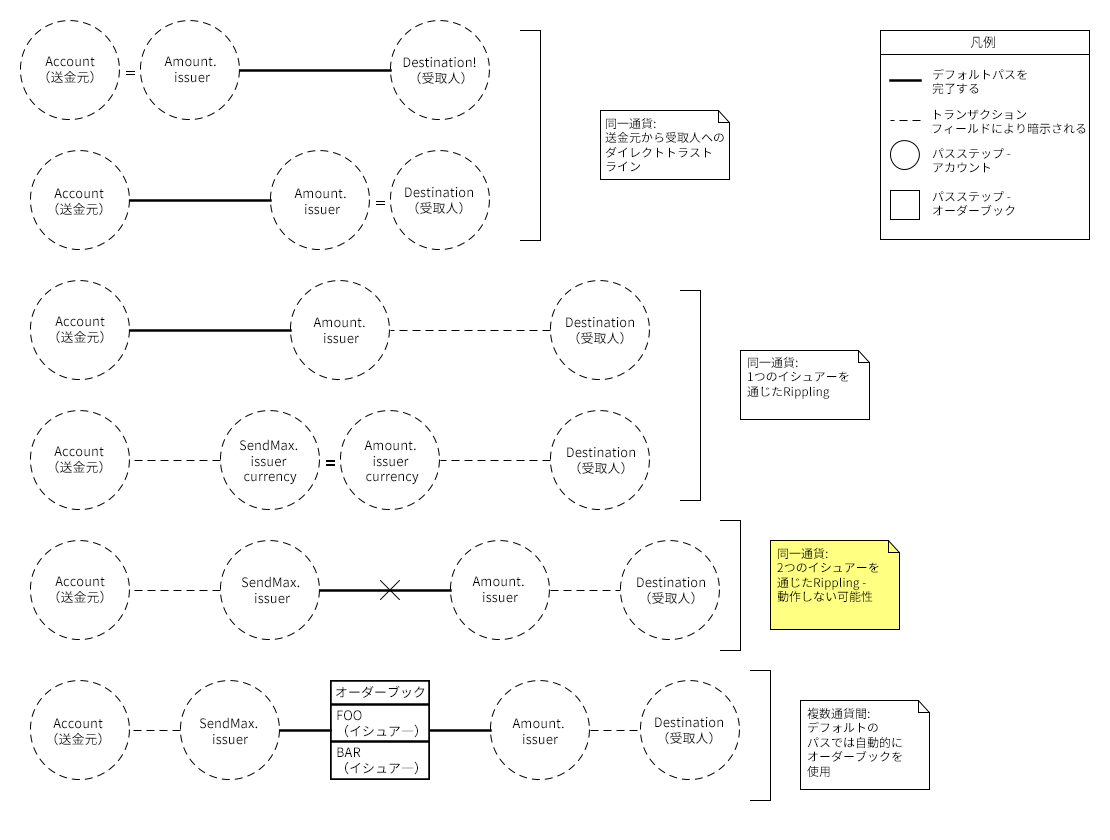 Account
（送金元）
=
Amount.
issuer
Destination!
（受取人）
Account
（送金元）
Amount.
issuer
=
Destination
（受取人）
同一通貨:
送金元から受取人への
ダイレクトトラスト
ライン
凡例
デフォルトパスを
完了する
トランザクション
フィールドにより暗示される
パスステップ -
アカウント
パスステップ -
オーダーブック
Account
（送金元）
Amount.
issuer
Destination
（受取人）
Account
（送金元）
SendMax.
issuer
currency
=
Amount.
issuer
currency
Destination
（受取人）
同一通貨:
1つのイシュアーを
通じたRippling
Account
（送金元）
SendMax.
issuer
Amount.
issuer
Destination
（受取人）
同一通貨:
2つのイシュアーを
通じたRippling -
動作しない可能性
Account
（送金元）
SendMax.
issuer
オーダーブック
FOO
（イシュアー）
BAR
（イシュアー）
Amount.
issuer
Destination
（受取人）
複数通貨間:
デフォルトの
パスでは自動的に
オーダーブックを
使用